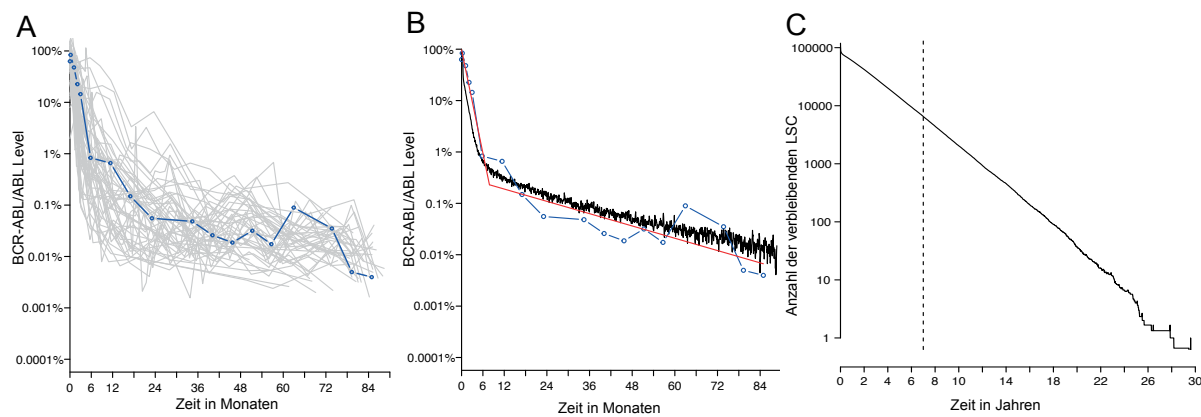 A
BCR-ABL/ABL Level
100%
10%
1%
0.1%
0.01%
0.001%
0.0001%
0 6 12 24 36 48 60 72 84
Zeit in Monaten
B
BCR-ABL/ABL Level
100%
10%
1%
0.1%
0.01%
0.001%
0.0001%
0 6 12 24 36 48 60 72 84
Zeit in Monaten
C
Anzahl der verbleibenden LSC
100000
10000
1000
100
10
1
0 2 4 6 8 10 14 18 22 26 30
Zeit in Jahren